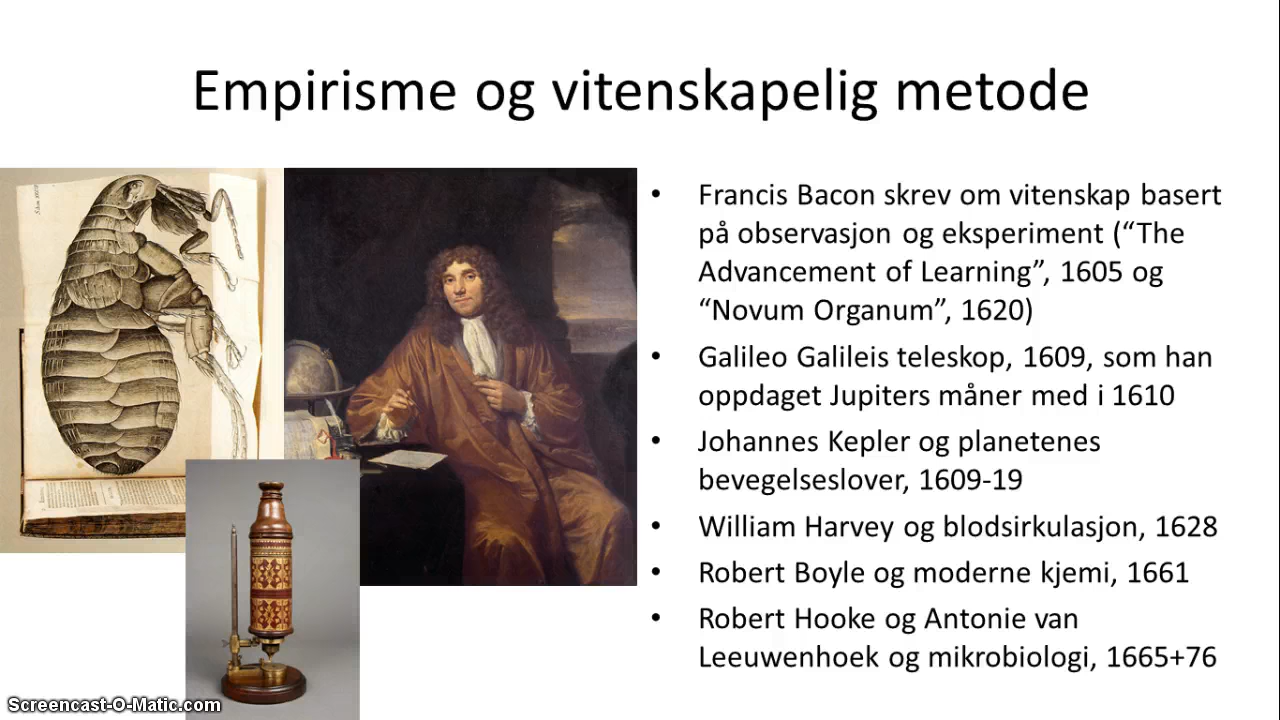 Empirisme og vitenskapelig metode
• Francis Bacon skrev om vitenskap basert
på observasjon og eksperiment (“The
Advancement of Learning”, 1605 og
“Novum Organum”, 1620)
• Galileo Galileis teleskop, 1609, som han
oppdaget Jupiters måner med i 1610
• Johannes Kepler og planetenes
bevegelseslover, 1609-19
• William Harvey og blodsirkulasjon, 1628
• Robert Boyle og moderne kjemi, 1661
• Robert Hooke og Antonie van
Leeuwenhoek og mikrobiologi, 1665+76
Screencast-O-Matic.com